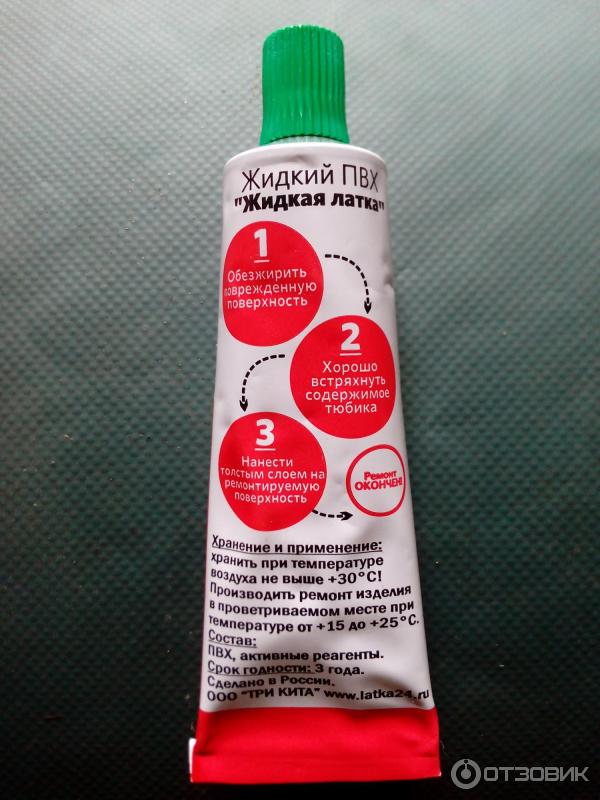 Жидкий ПВХ
"Жидкая латка"
1
Обезжирить
поврежденную
поверхность
2
Хорошо
встряхнуть
содержимое
тюбика
3
Нанести
толстым слоем на
ремонтируемую
поверхность
Ремонт
ОКОНЧЕН!
Хранение и применение:
хранить при температуре
воздуха не выше +30°С!
Производить ремонт изделия
в проветриваемом месте при
температуре от +15 до +25°С.
Состав:
ПВХ, активные реагенты.
Срок годности: 3 года.
Сделано в России.
ООО "ТРИ КИТА" www.latka24.ru
ОТЗОВИК